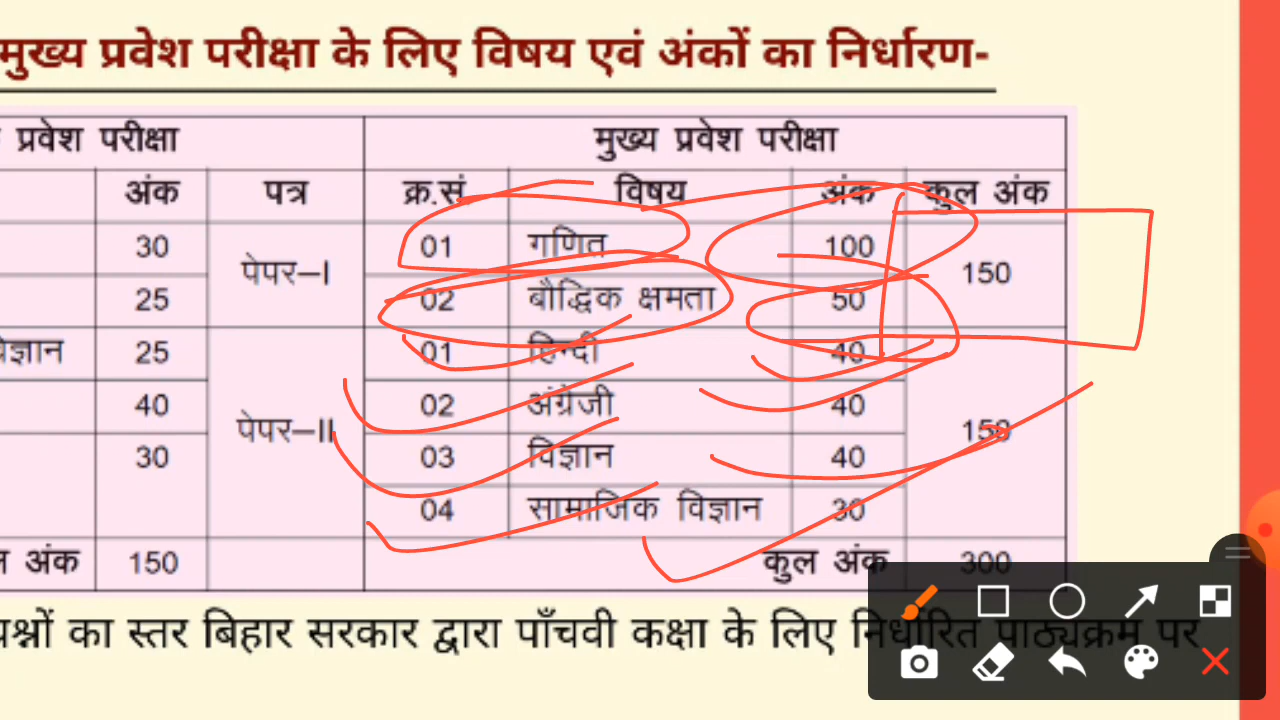 मुख्य प्रवेश परीक्षा के लिए विषय एवं अंकों का निर्धारण-
प्रवेश परीक्षा मुख्य प्रवेश परीक्षा
अंक पत्र क्र.सं विषय अंक कुल अंक
30 पेपर–I 01 गणित 100 150
25 02 बौद्धिक क्षमता 50
विज्ञान 25 पेपर–II 01 हिन्दी 40 150
40 02 अंग्रेजी 40
30 03 विज्ञान 40
04 सामाजिक विज्ञान 30
अंक 150 कुल अंक 300
का स्तर बिहार सरकार द्वारा पाँचवी कक्षा के लिए निर्धारित पाठ्यक्रम पर